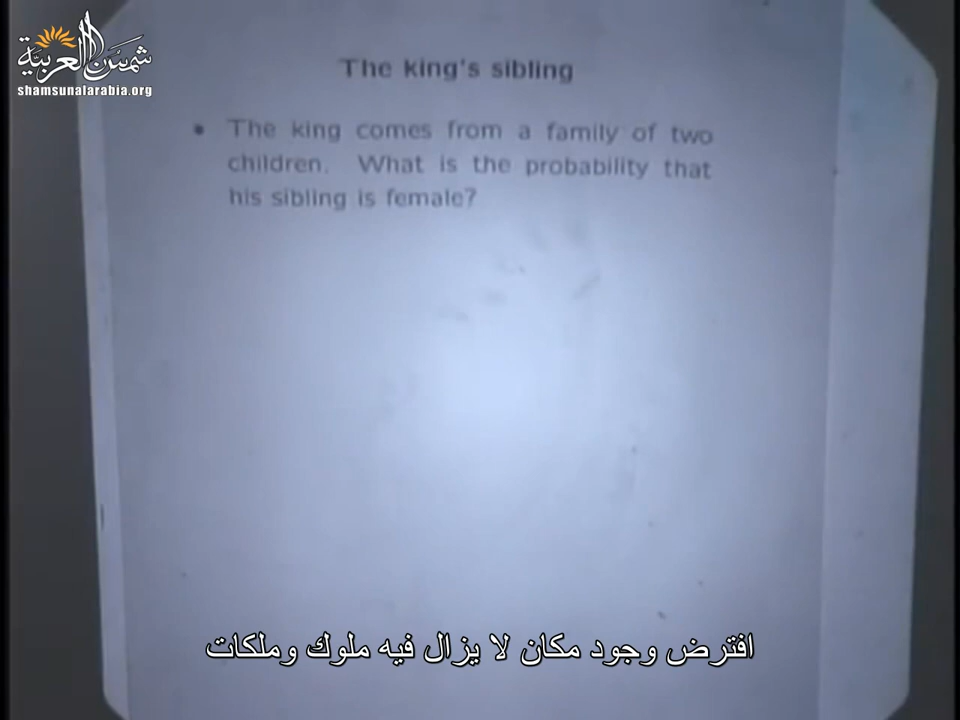 شمس العربية
shamsunalarabia.org
The king's sibling
• The king comes from a family of two
children. What is the probability that
his sibling is female?
افترض وجود مكان لا يزال فيه ملوك وملكات